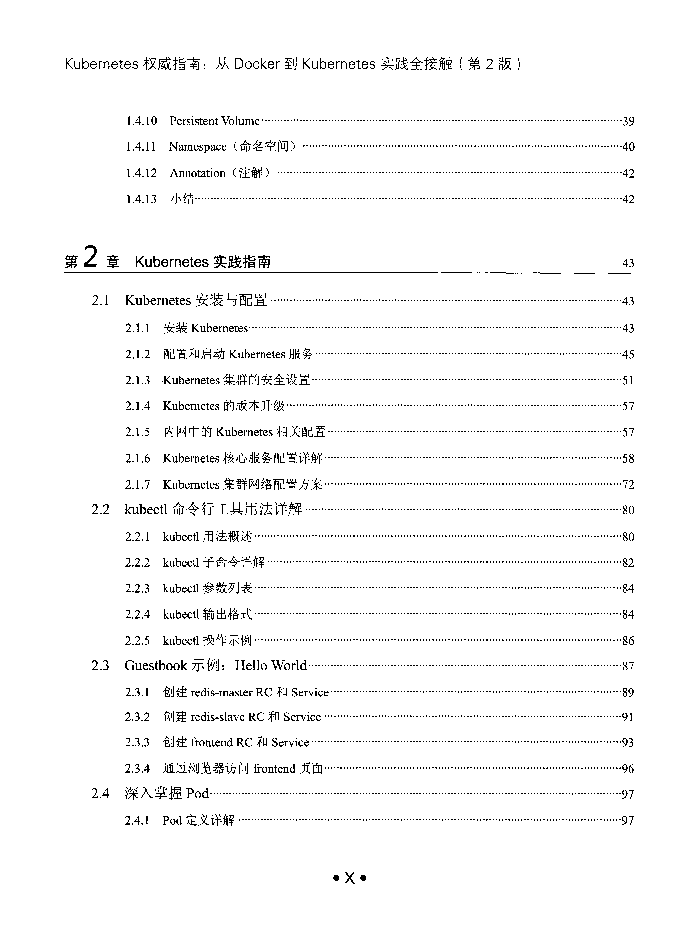 Kubernetes 权威指南：从 Docker 到 Kubernetes 实践全接触（第 2 版）
1.4.10 Persistent Volume 39
1.4.11 Namespace（命名空间） 40
1.4.12 Annotation（注解） 42
1.4.13 小结 42
第 2 章 Kubernetes 实践指南 43
2.1 Kubernetes 安装与配置 43
2.1.1 安装 Kubernetes 43
2.1.2 配置和启动 Kubernetes 服务 45
2.1.3 Kubernetes 集群的安全设置 51
2.1.4 Kubernetes 的版本升级 57
2.1.5 内网中的 Kubernetes 相关配置 57
2.1.6 Kubernetes 核心服务配置详解 58
2.1.7 Kubernetes 集群网络配置方案 72
2.2 kubectl 命令行工具用法详解 80
2.2.1 kubectl 用法概述 80
2.2.2 kubectl 子命令详解 82
2.2.3 kubectl 参数列表 84
2.2.4 kubectl 输出格式 84
2.2.5 kubectl 操作示例 86
2.3 Guestbook 示例：Hello World 87
2.3.1 创建 redis-master RC 和 Service 89
2.3.2 创建 redis-slave RC 和 Service 91
2.3.3 创建 frontend RC 和 Service 93
2.3.4 通过浏览器访问 frontend 页面 96
2.4 深入掌握 Pod 97
2.4.1 Pod 定义详解 97
• X •